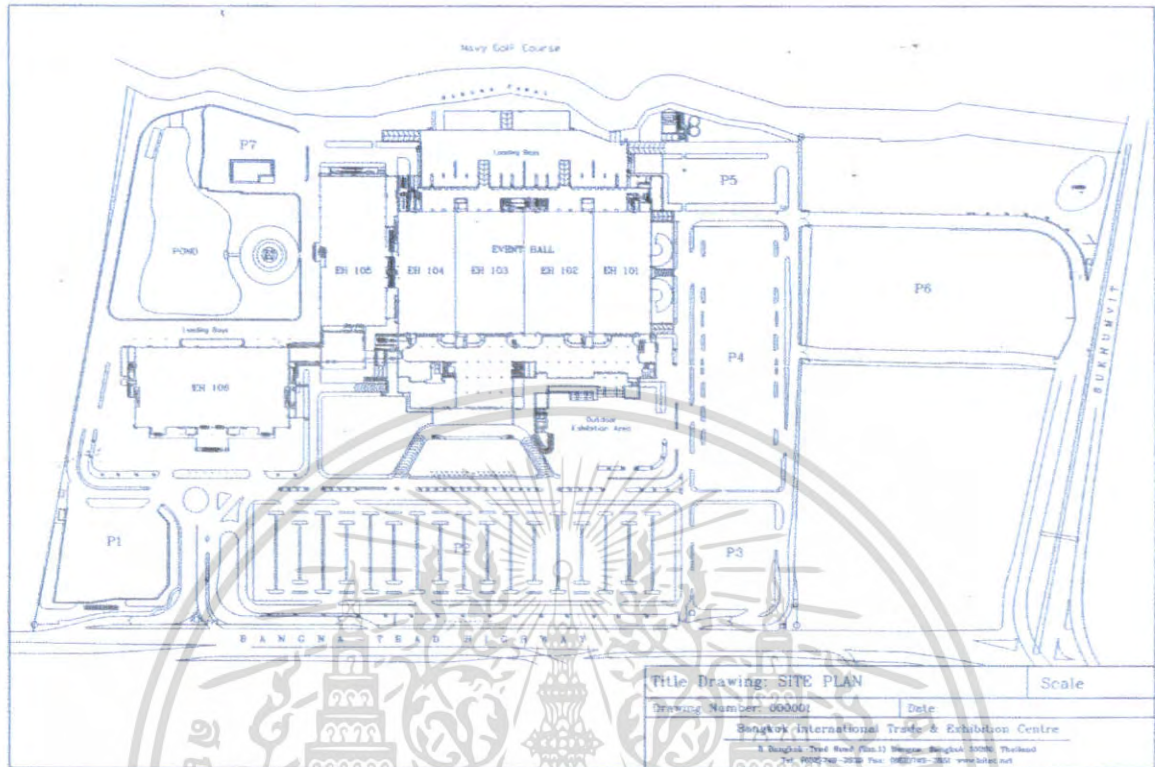 Navy Golf Course
P7
Loading Bays
P5
POND
EVENT HALL
EH 105
EH 104
EH 103
EH 102
EH 101
P6
SUKHUMVIT
Loading Bays
P4
EH 106
Outdoor
Exhibition Area
P1
P2
P3
BANGNA TRAD HIGHWAY
Title Drawing: SITE PLAN
Scale
Drawing Number: 000001
Date:
Bangkok International Trade & Exhibition Centre